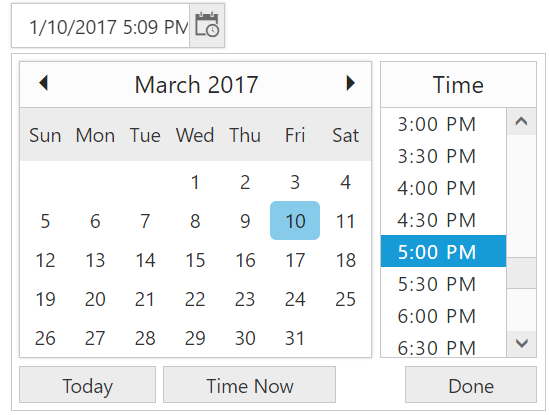 1/10/2017 5:09 PM
March 2017
Sun Mon Tue Wed Thu Fri Sat
1 2 3 4
5 6 7 8 9 10 11
12 13 14 15 16 17 18
19 20 21 22 23 24 25
26 27 28 29 30 31
Time
3:00 PM
3:30 PM
4:00 PM
4:30 PM
5:00 PM
5:30 PM
6:00 PM
6:30 PM
Today Time Now Done